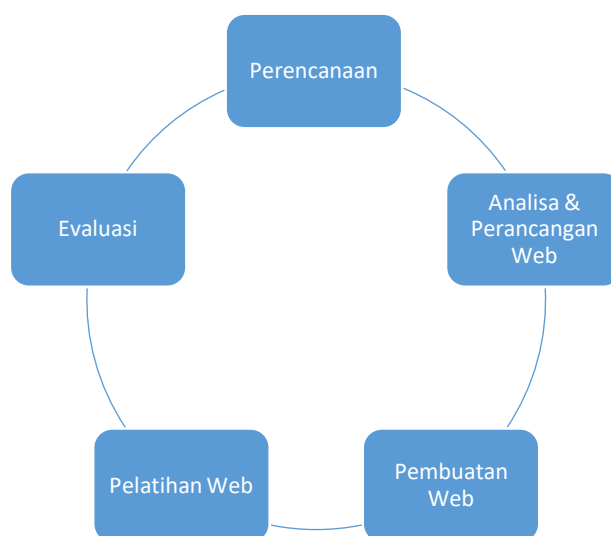 Perencanaan
Analisa &
Perancangan
Web
Pembuatan
Web
Pelatihan Web
Evaluasi